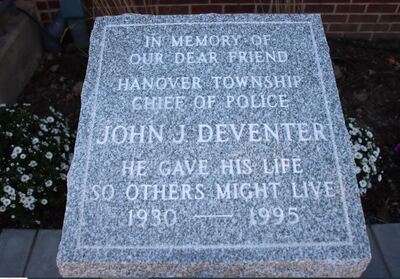 IN MEMORY OF
OUR DEAR FRIEND
HANOVER TOWNSHIP
CHIEF OF POLICE
JOHN J. DEVENTER
HE GAVE HIS LIFE
SO OTHERS MIGHT LIVE
1930 — 1995